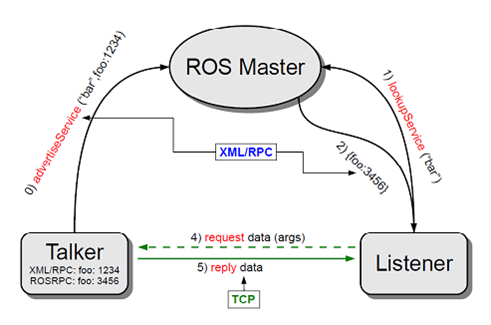 ROS Master
0) advertiseService ("bar",foo:1234)
1) lookupService ("bar")
XML/RPC
2) {foo:3456}
Talker
XML/RPC: foo: 1234
ROSRPC: foo: 3456
4) request data (args)
5) reply data
TCP
Listener